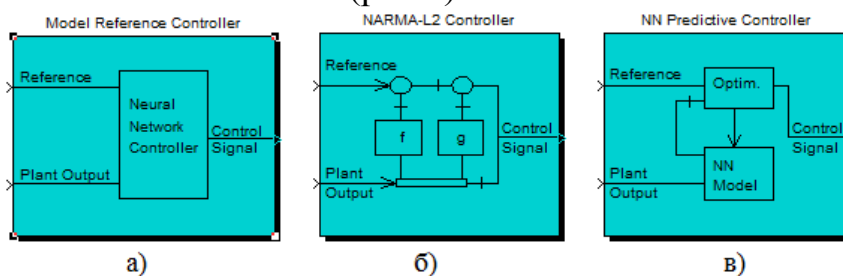 Model Reference Controller
Reference
Neural
Network
Controller
Control
Signal
Plant Output
а)
NARMA-L2 Controller
Reference
f
g
Control
Signal
Plant
Output
б)
NN Predictive Controller
Reference
Optim.
Control
Signal
Plant
Output
NN
Model
в)